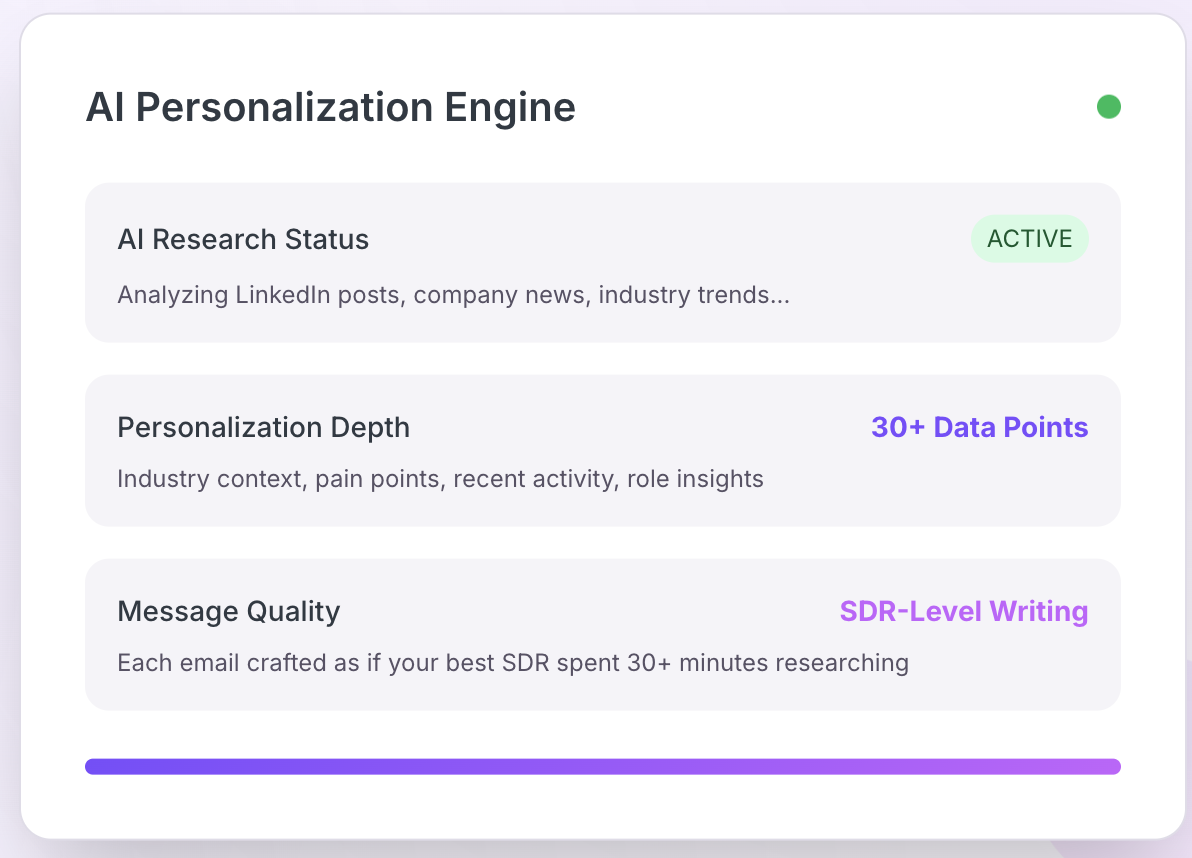 AI Personalization Engine
AI Research Status
ACTIVE
Analyzing LinkedIn posts, company news, industry trends...
Personalization Depth
30+ Data Points
Industry context, pain points, recent activity, role insights
Message Quality
SDR-Level Writing
Each email crafted as if your best SDR spent 30+ minutes researching